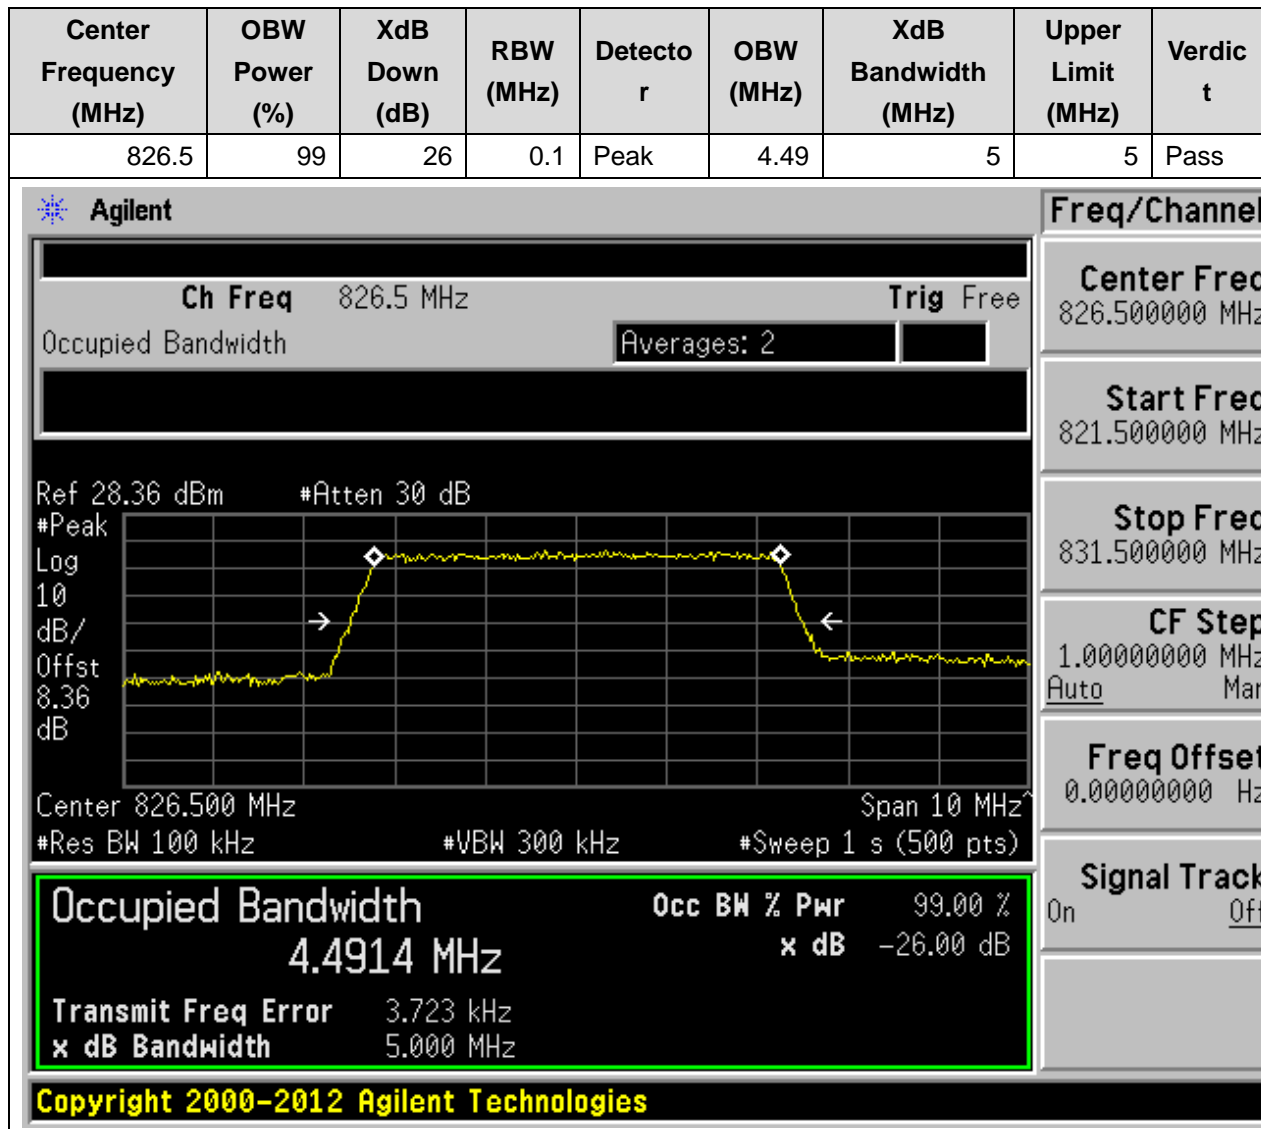 Center Frequency (MHz) OBW Power (%) XdB Down (dB) RBW (MHz) Detector OBW (MHz) XdB Bandwidth (MHz) Upper Limit (MHz) Verdict
826.5 99 26 0.1 Peak 4.49 5 5 Pass
Agilent
Freq/Channel
Ch Freq 826.5 MHz Trig Free
Occupied Bandwidth Averages: 2
Ref 28.36 dBm #Atten 30 dB
#Peak
Log
10
dB/
Offst
8.36
dB
Center 826.500 MHz Span 10 MHz^
#Res BW 100 kHz #VBW 300 kHz #Sweep 1 s (500 pts)
Occupied Bandwidth Occ BW % Pwr 99.00 %
4.4914 MHz x dB -26.00 dB
Transmit Freq Error 3.723 kHz
x dB Bandwidth 5.000 MHz
Center Freq
826.500000 MHz
Start Freq
821.500000 MHz
Stop Freq
831.500000 MHz
CF Step
1.00000000 MHz
Auto Man
Freq Offset
0.00000000 Hz
Signal Track
On Off
Copyright 2000-2012 Agilent Technologies